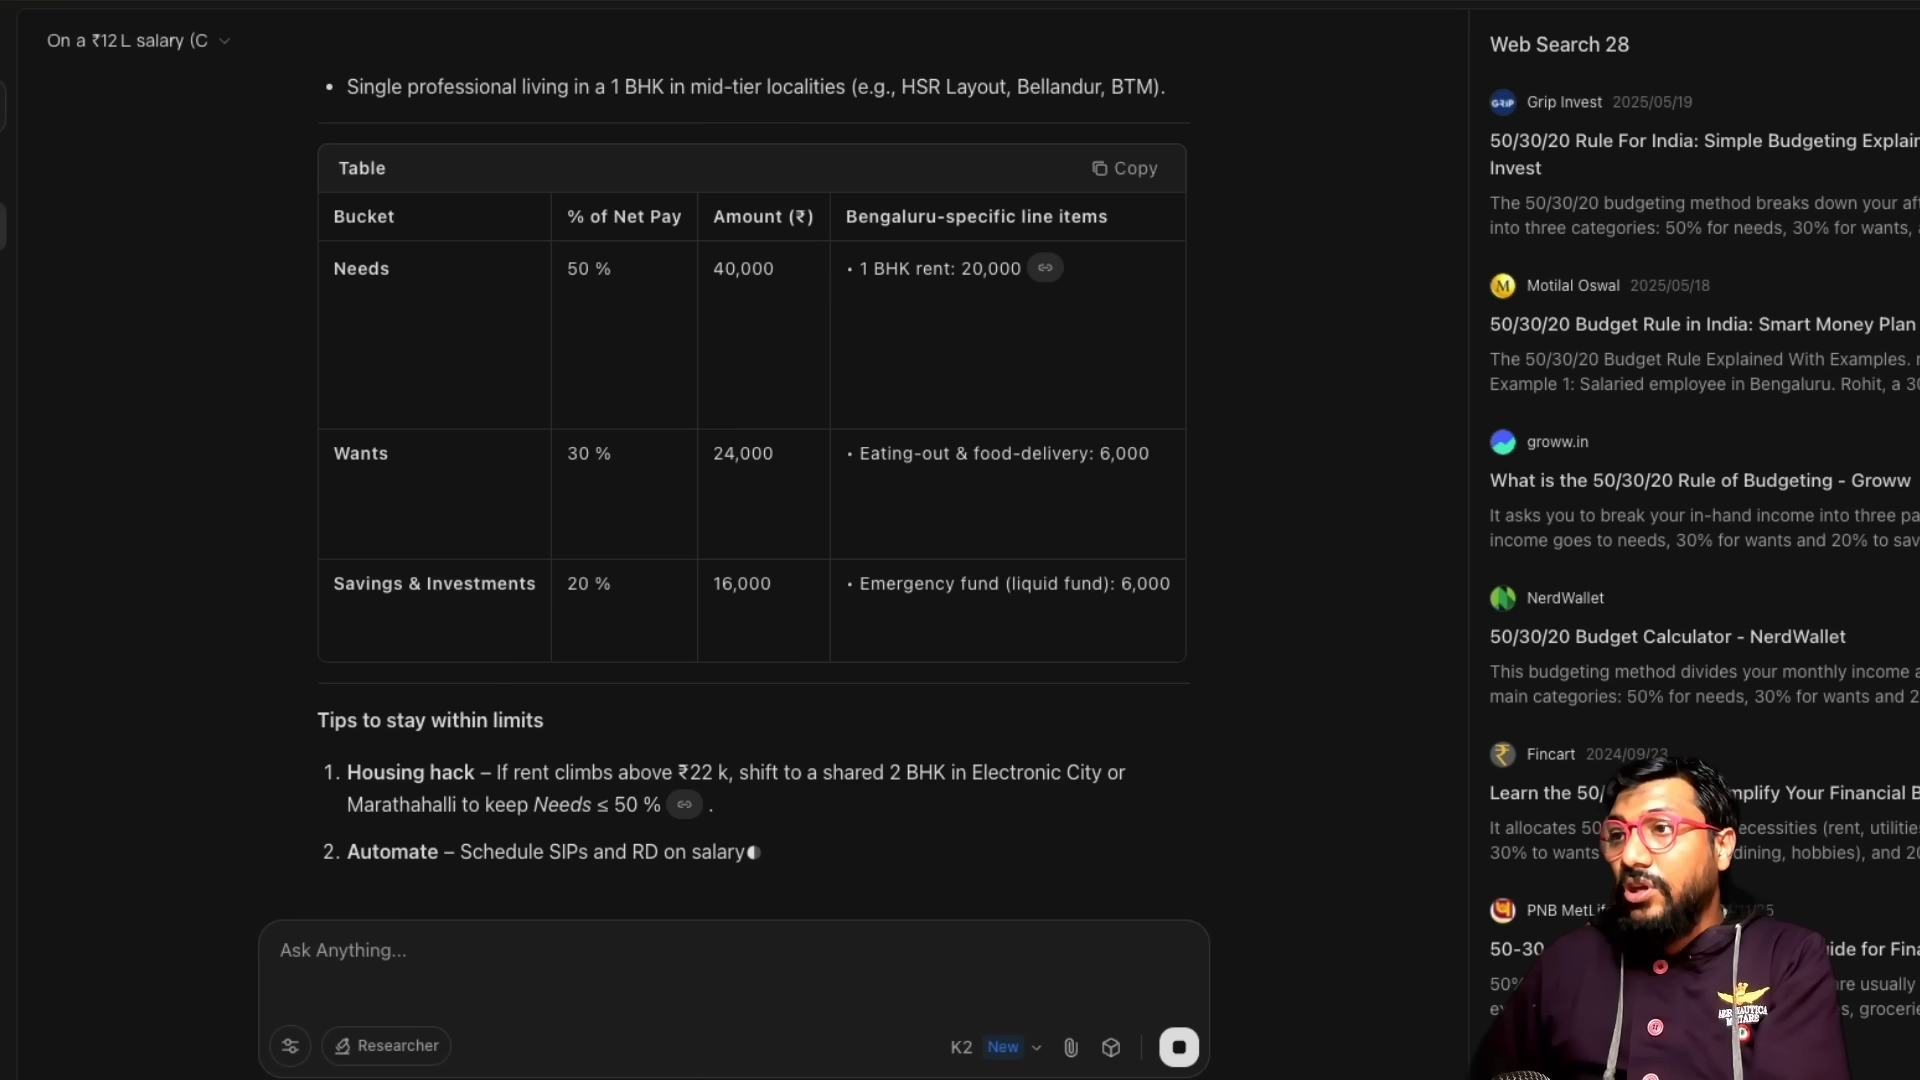 On a ₹12 L salary (C
• Single professional living in a 1 BHK in mid-tier localities (e.g., HSR Layout, Bellandur, BTM).
Table
Copy
Bucket
% of Net Pay
Amount (₹)
Bengaluru-specific line items
Needs
50 %
40,000
• 1 BHK rent: 20,000
Wants
30 %
24,000
• Eating-out & food-delivery: 6,000
Savings & Investments
20 %
16,000
• Emergency fund (liquid fund): 6,000
Tips to stay within limits
1. Housing hack – If rent climbs above ₹22 k, shift to a shared 2 BHK in Electronic City or
Marathahalli to keep Needs ≤ 50 % .
2. Automate – Schedule SIPs and RD on salary
Ask Anything...
Researcher
K2 New
Web Search 28
GRIP
Grip Invest 2025/05/19
50/30/20 Rule For India: Simple Budgeting Explain
Invest
The 50/30/20 budgeting method breaks down your aft
into three categories: 50% for needs, 30% for wants,
M
Motilal Oswal 2025/05/18
50/30/20 Budget Rule in India: Smart Money Plan
The 50/30/20 Budget Rule Explained With Examples.
Example 1: Salaried employee in Bengaluru. Rohit, a 30
groww.in
What is the 50/30/20 Rule of Budgeting - Groww
It asks you to break your in-hand income into three pa
income goes to needs, 30% for wants and 20% to sav
NerdWallet
50/30/20 Budget Calculator - NerdWallet
This budgeting method divides your monthly income a
main categories: 50% for needs, 30% for wants and 2
₹
Fincart 2024/09/23
Learn the 50/ mplify Your Financial B
It allocates 50 ecessities (rent, utilitie
30% to wants dining, hobbies), and 20
PNB MetLif
50-30 ide for Fina
50% re usually
s, grocerie